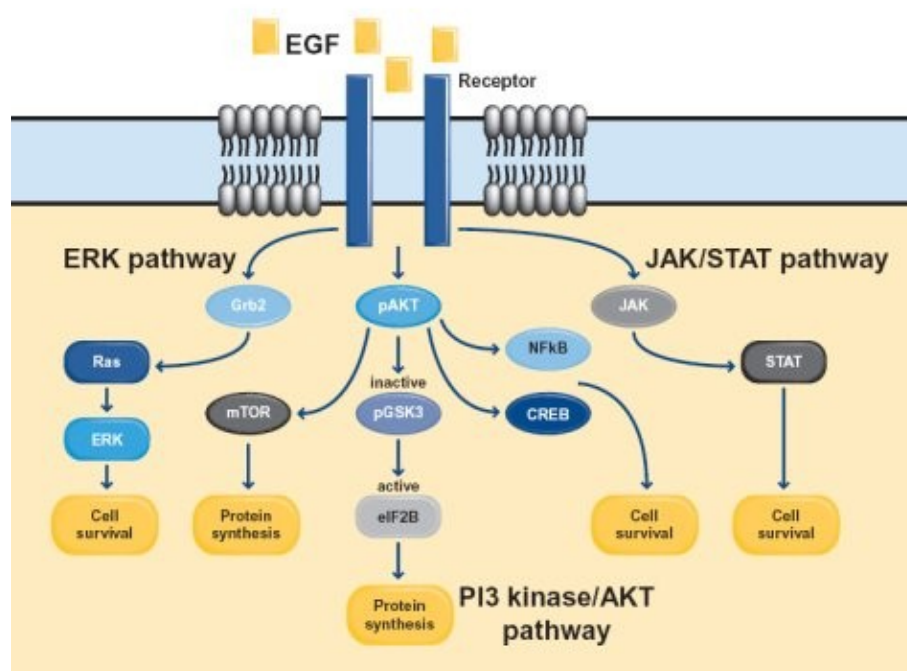 EGF
Receptor
ERK pathway
JAK/STAT pathway
Grb2
pAKT
JAK
NFkB
Ras
STAT
inactive
mTOR
pGSK3
CREB
ERK
active
Cell
survival
Protein
synthesis
eIF2B
Cell
survival
Cell
survival
Protein
synthesis
PI3 kinase/AKT
pathway